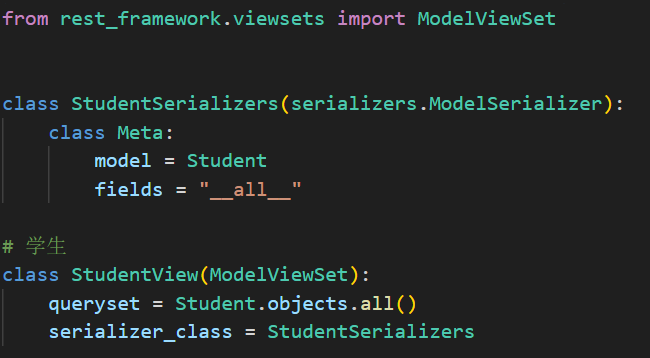 from rest_framework.viewsets import ModelViewSet
class StudentSerializers(serializers.ModelSerializer):
    class Meta:
        model = Student
        fields = "__all__"
# 学生
class StudentView(ModelViewSet):
    queryset = Student.objects.all()
    serializer_class = StudentSerializers